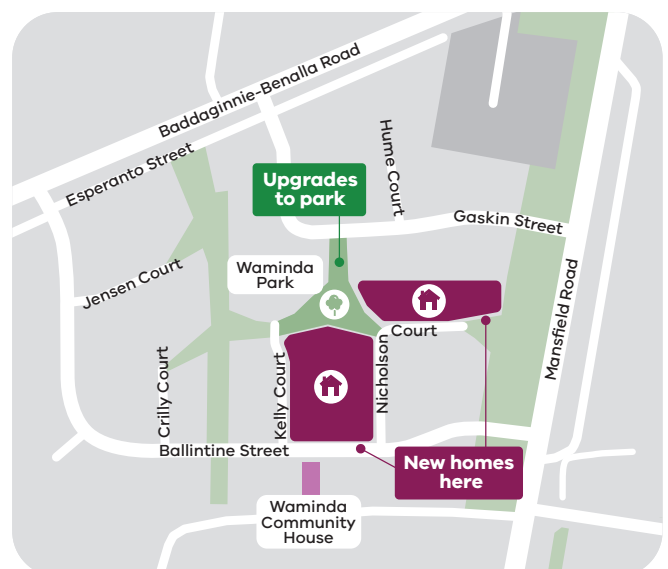 Baddaginnie-Benalla Road
Esperanto Street
Hume Court
Upgrades
to park
Gaskin Street
Waminda
Park
Jensen Court
Mansfield Road
Nicholson
Court
Crilly Court
Kelly Court
Ballintine Street
New homes
here
Waminda
Community
House